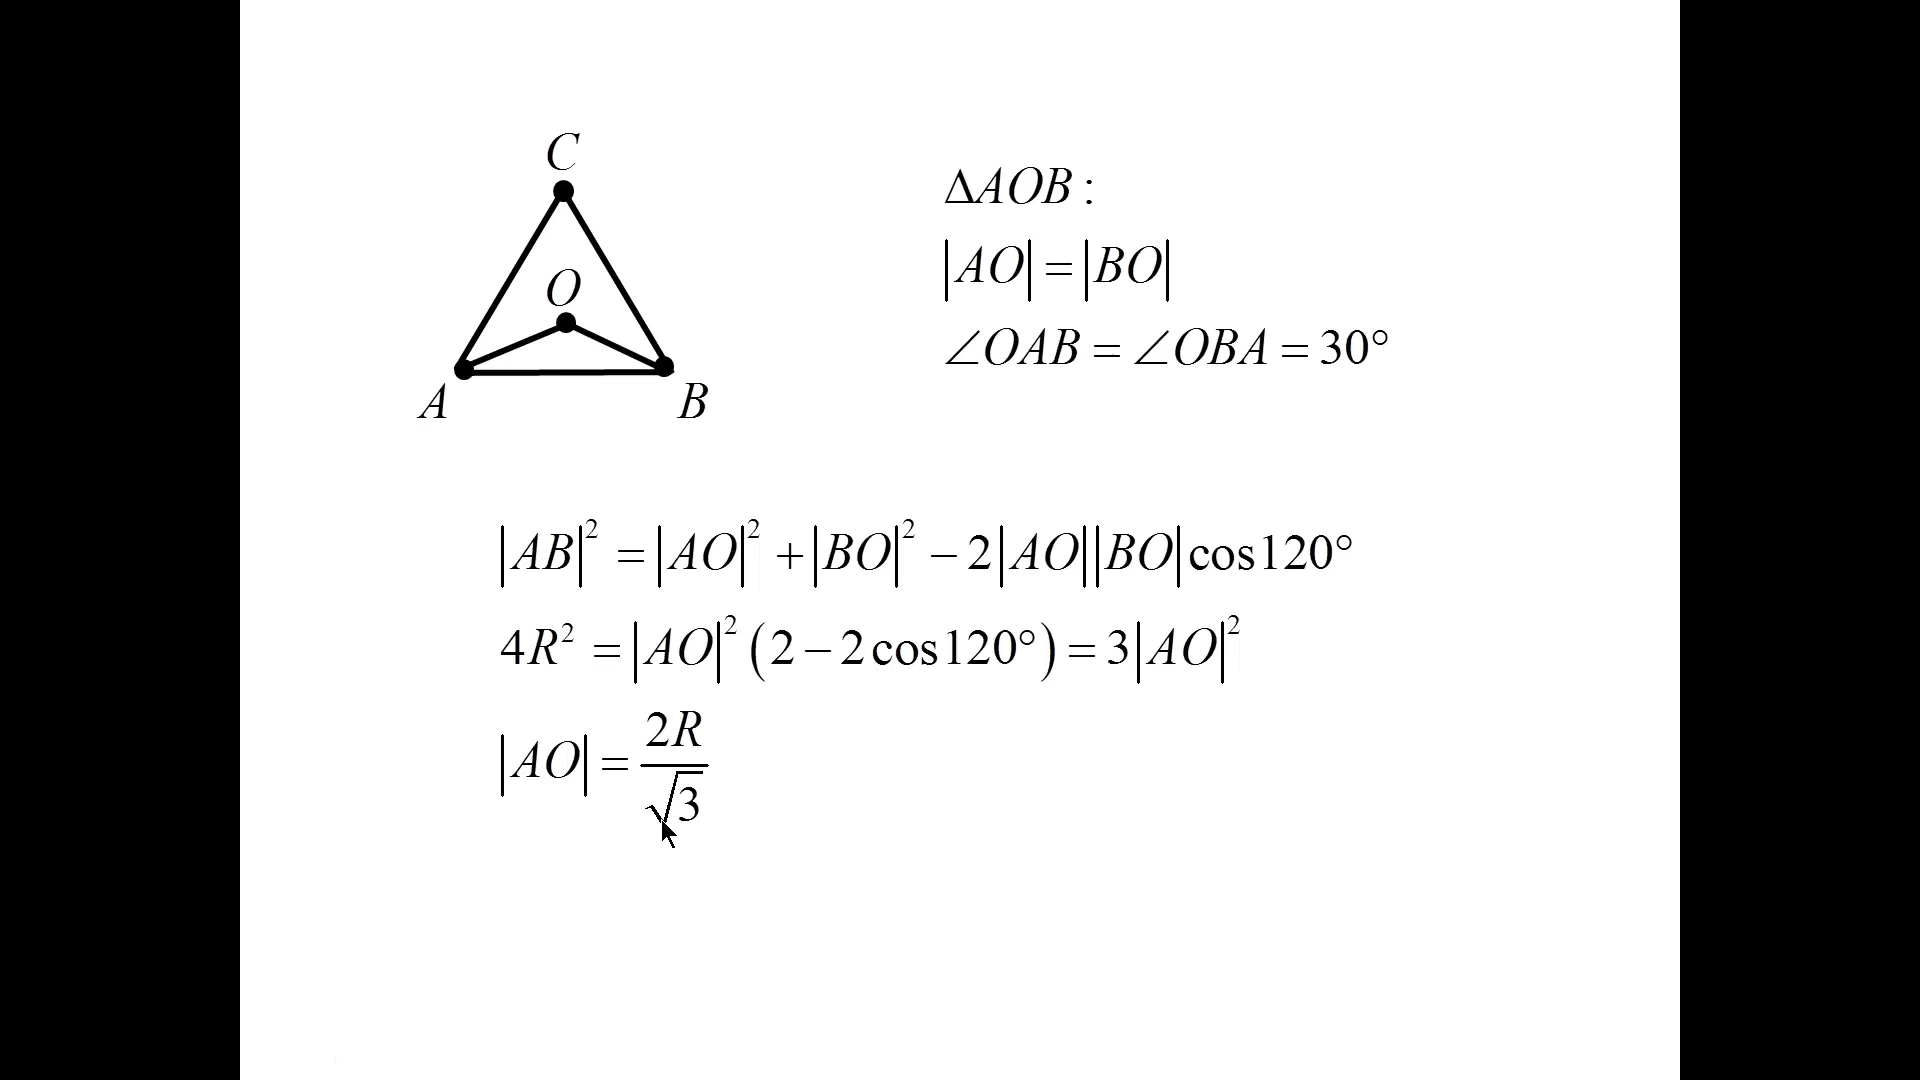 C
ΔAOB :
|AO| = |BO|
O
∠OAB = ∠OBA = 30°
A
B
|AB|² = |AO|² + |BO|² − 2|AO||BO|cos120°
4R² = |AO|²(2 − 2cos120°) = 3|AO|²
|AO| = 2R/√3